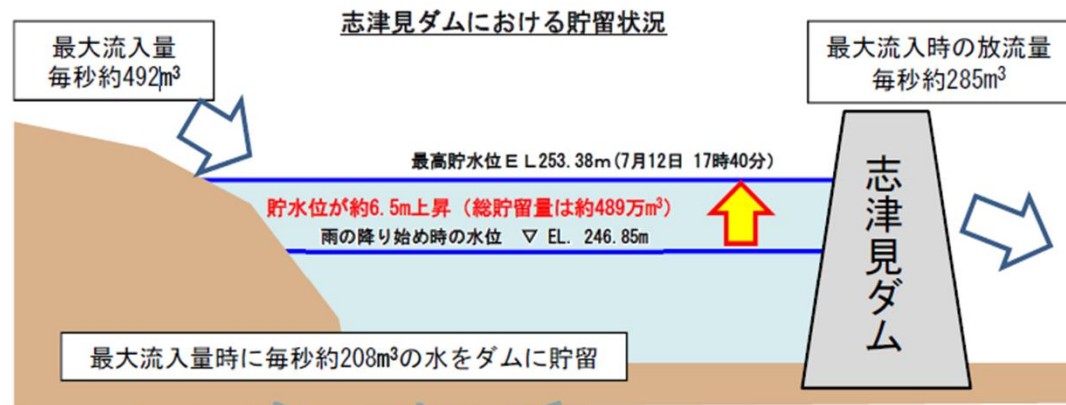 志津見ダムにおける貯留状況
最大流入量
毎秒約492m³
最大流入時の放流量
毎秒約285m³
最高貯水位ＥＬ253.38ｍ(7月12日 17時40分)
貯水位が約6.5m上昇（総貯留量は約489万m³）
雨の降り始め時の水位 ▽ EL. 246.85m
志津見ダム
最大流入量時に毎秒約208m³の水をダムに貯留